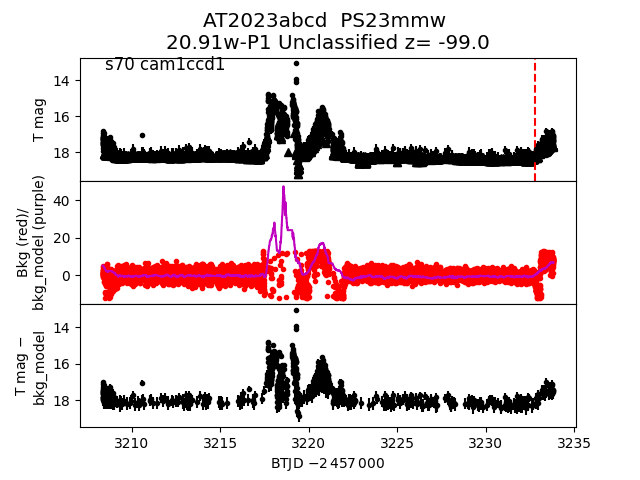 AT2023abcd  PS23mmw
20.91w-P1 Unclassified z= -99.0
s70 cam1ccd1
T mag
14
16
18
Bkg (red)/
bkg_model (purple)
40
20
0
T mag −
bkg_model
14
16
18
3210 3215 3220 3225 3230 3235
BTJD −2 457 000